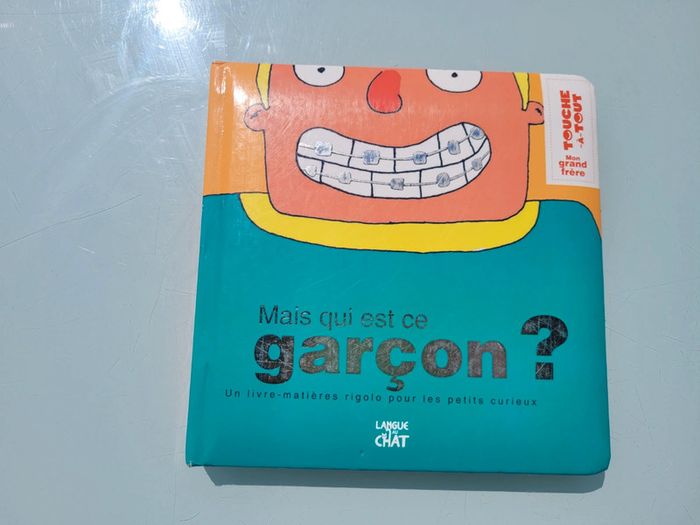 TOUCHE
-À-
TOUT
Mon
grand
frère
Mais qui est ce
garçon ?
Un livre-matières rigolo pour les petits curieux
LANGUE
AU
CHAT